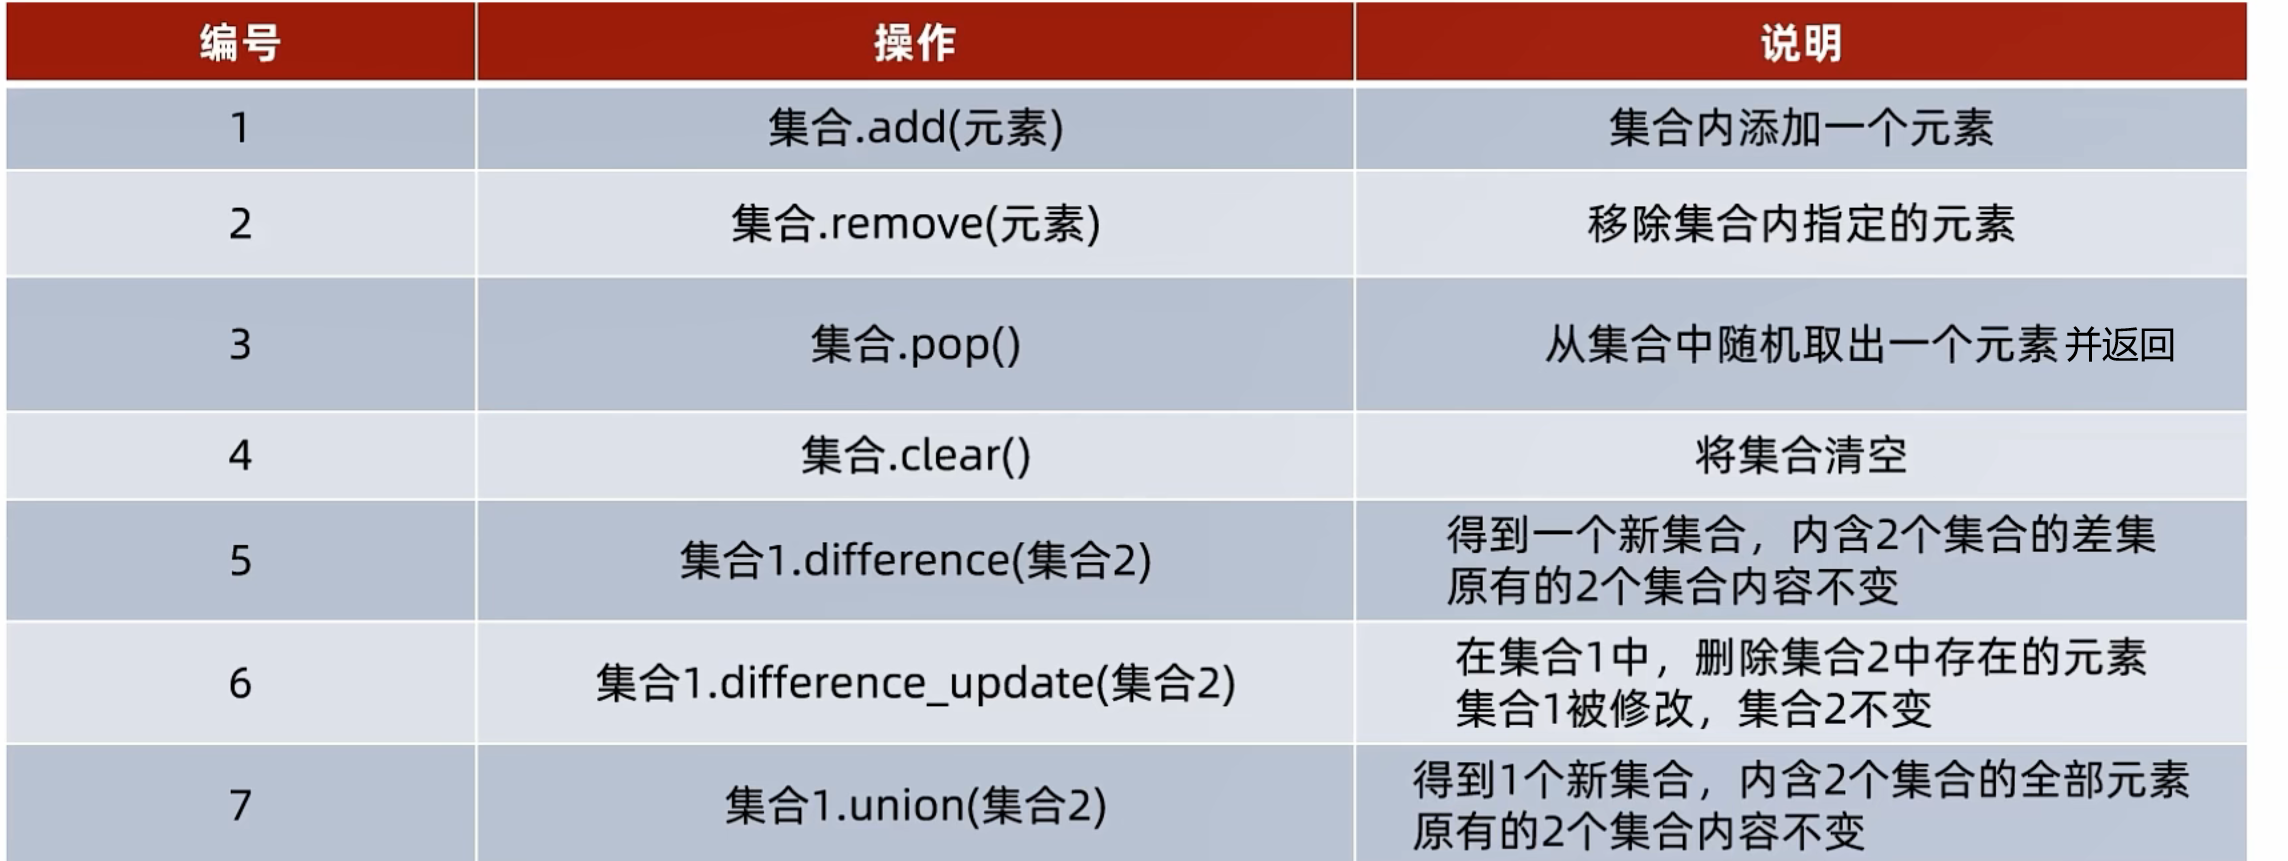 编号 操作 说明
1 集合.add(元素) 集合内添加一个元素
2 集合.remove(元素) 移除集合内指定的元素
3 集合.pop() 从集合中随机取出一个元素并返回
4 集合.clear() 将集合清空
5 集合1.difference(集合2) 得到一个新集合，内含2个集合的差集
原有的2个集合内容不变
6 集合1.difference_update(集合2) 在集合1中，删除集合2中存在的元素
集合1被修改，集合2不变
7 集合1.union(集合2) 得到1个新集合，内含2个集合的全部元素
原有的2个集合内容不变